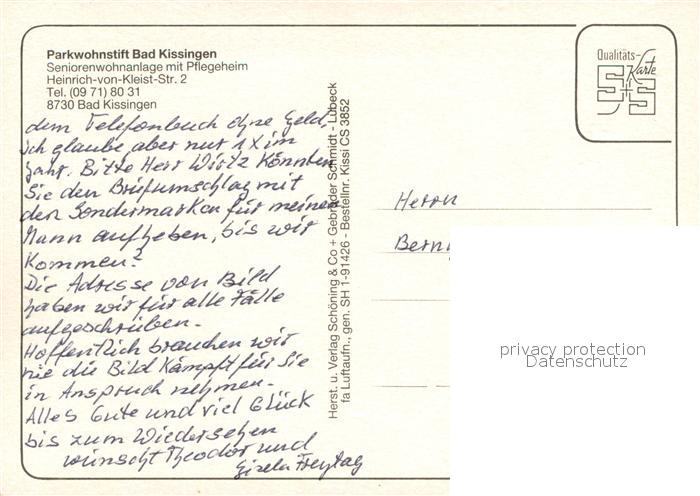 Parkwohnstift Bad Kissingen
Seniorenwohnanlage mit Pflegeheim
Heinrich-von-Kleist-Str. 2
Tel. (09 71) 80 31
8730 Bad Kissingen
dem Telefonbuch ohne Geld,
ich glaube aber nur 1 x im
Jahr. Bitte Herr Wirtz könnten
Sie den Briefumschlag mit
den Sondermarken für meinen
Mann aufheben, bis wir
kommen?
Die Adresse von Bild
haben wir für alle Fälle
aufgeschrüben.
Hoffentlich brauchen wir
nie die Bild kämpft für Sie
in Anspruch nehmen.
Alles Gute und viel Glück
bis zum Wiedersehen
wünscht Theodor und
Gisela Freytag
Herst. u. Verlag Schöning & Co + Gebrüder Schmidt - Lübeck
fa Luftaufn., gen. SH 1-91426 - Bestellnr. Kissi CS 3852
Qualitäts-
Karte
S+S
Herrn
privacy protection
Datenschutz